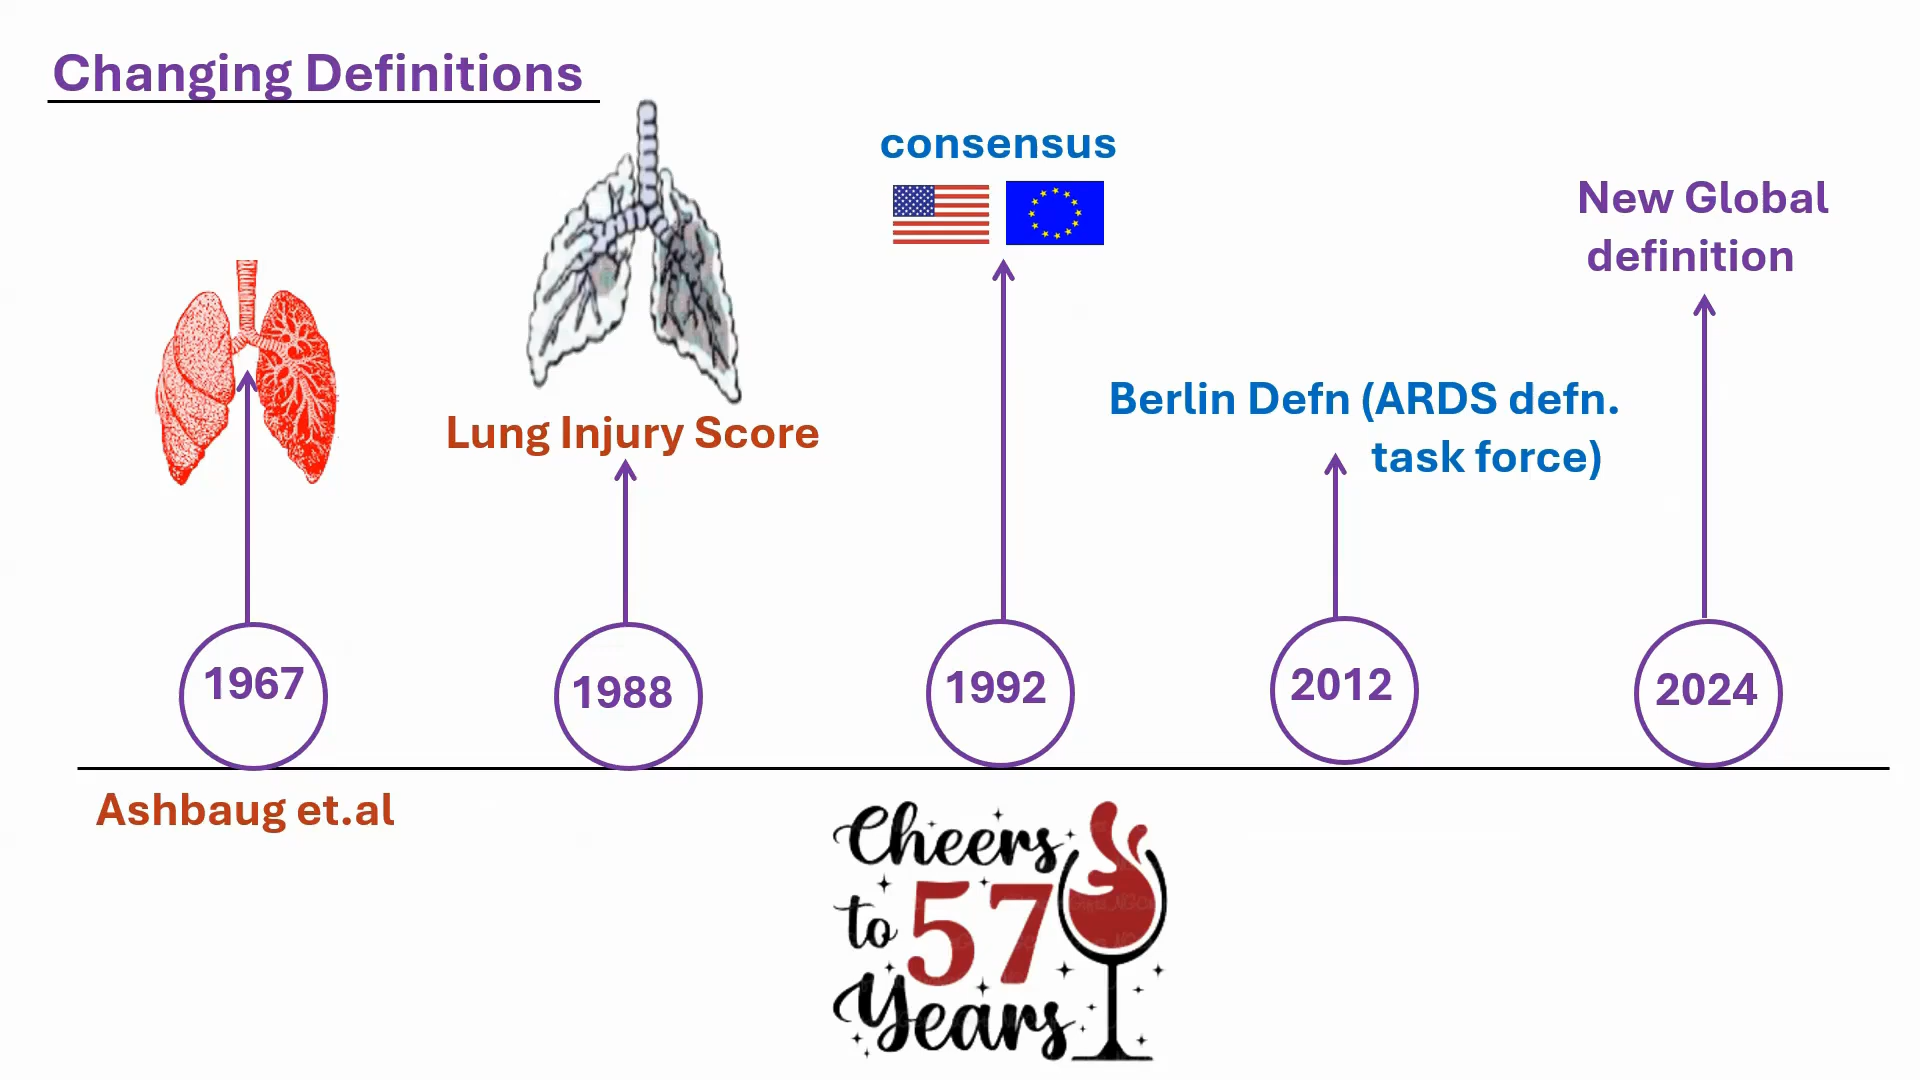 Changing Definitions
consensus
New Global
definition
Berlin Defn (ARDS defn.
task force)
Lung Injury Score
1967
1988
1992
2012
2024
Ashbaug et.al
Cheers
to 57
Years